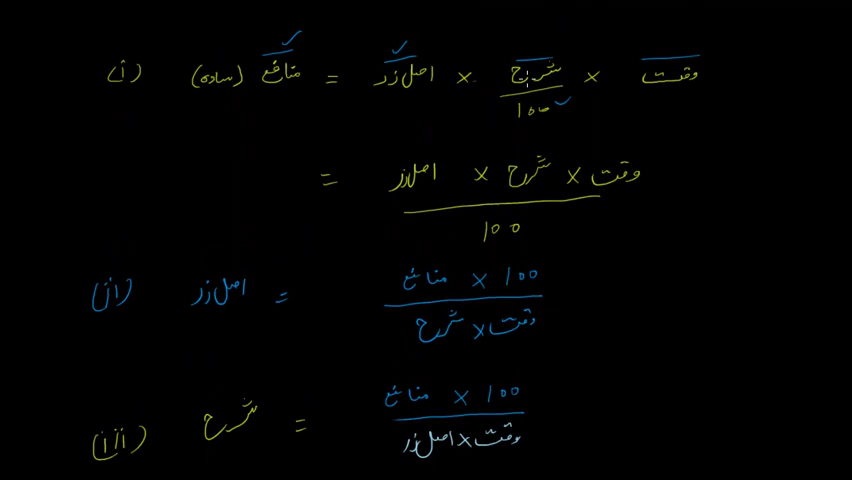 (i) منافع (ساده) = اصل زر × شرح/100 × وقت
= اصل زر × شرح × وقت / 100
(ii) اصل زر = منافع × 100 / شرح × وقت
(iii) شرح = منافع × 100 / اصل زر × وقت